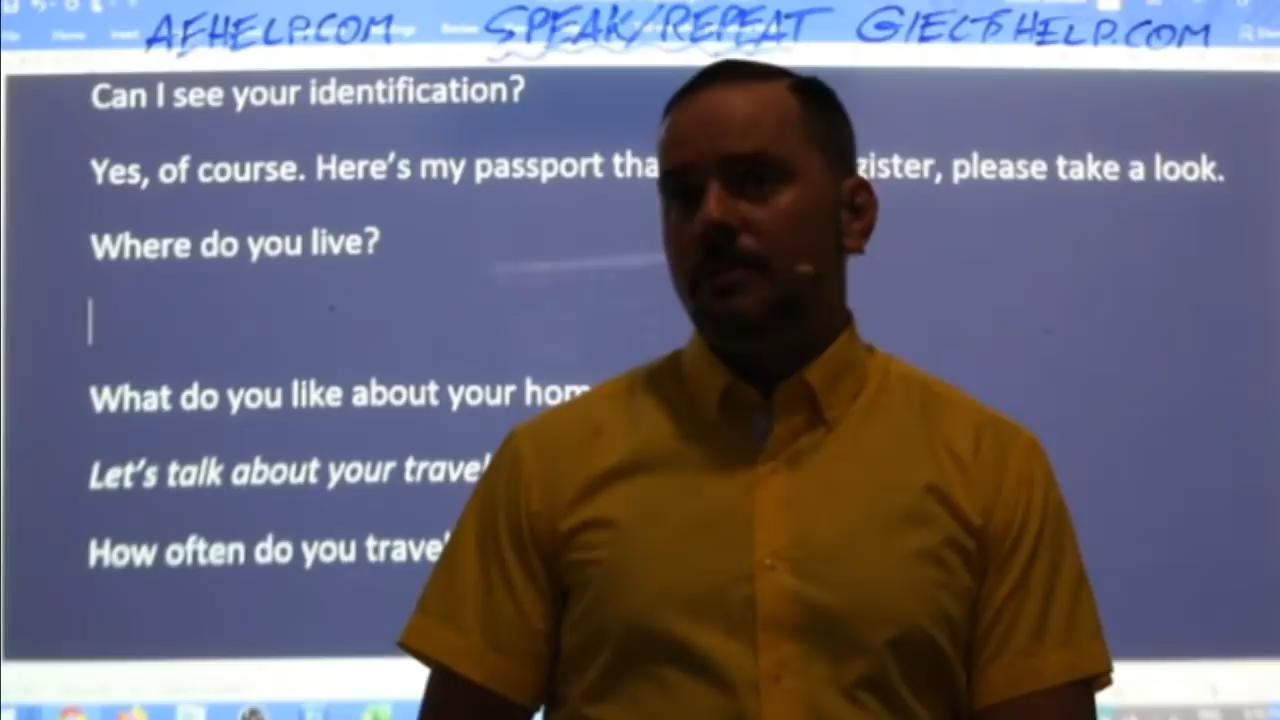 AEHELP.COM SPEAK/REPEAT GIELTSHELP.COM
Can I see your identification?
Yes, of course. Here's my passport tha gister, please take a look.
Where do you live?
What do you like about your hom
Let's talk about your travel
How often do you travel